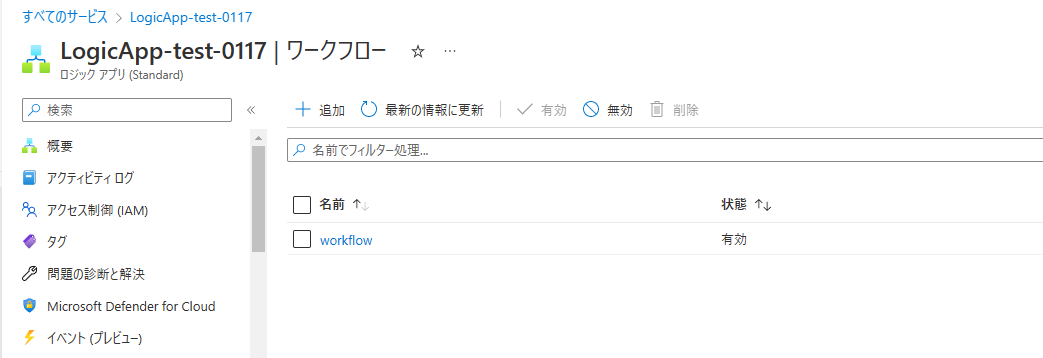 すべてのサービス > LogicApp-test-0117
LogicApp-test-0117 | ワークフロー
ロジック アプリ (Standard)
検索
概要
アクティビティ ログ
アクセス制御 (IAM)
タグ
問題の診断と解決
Microsoft Defender for Cloud
イベント (プレビュー)
追加 最新の情報に更新 有効 無効 削除
名前でフィルター処理...
名前 状態
workflow 有効